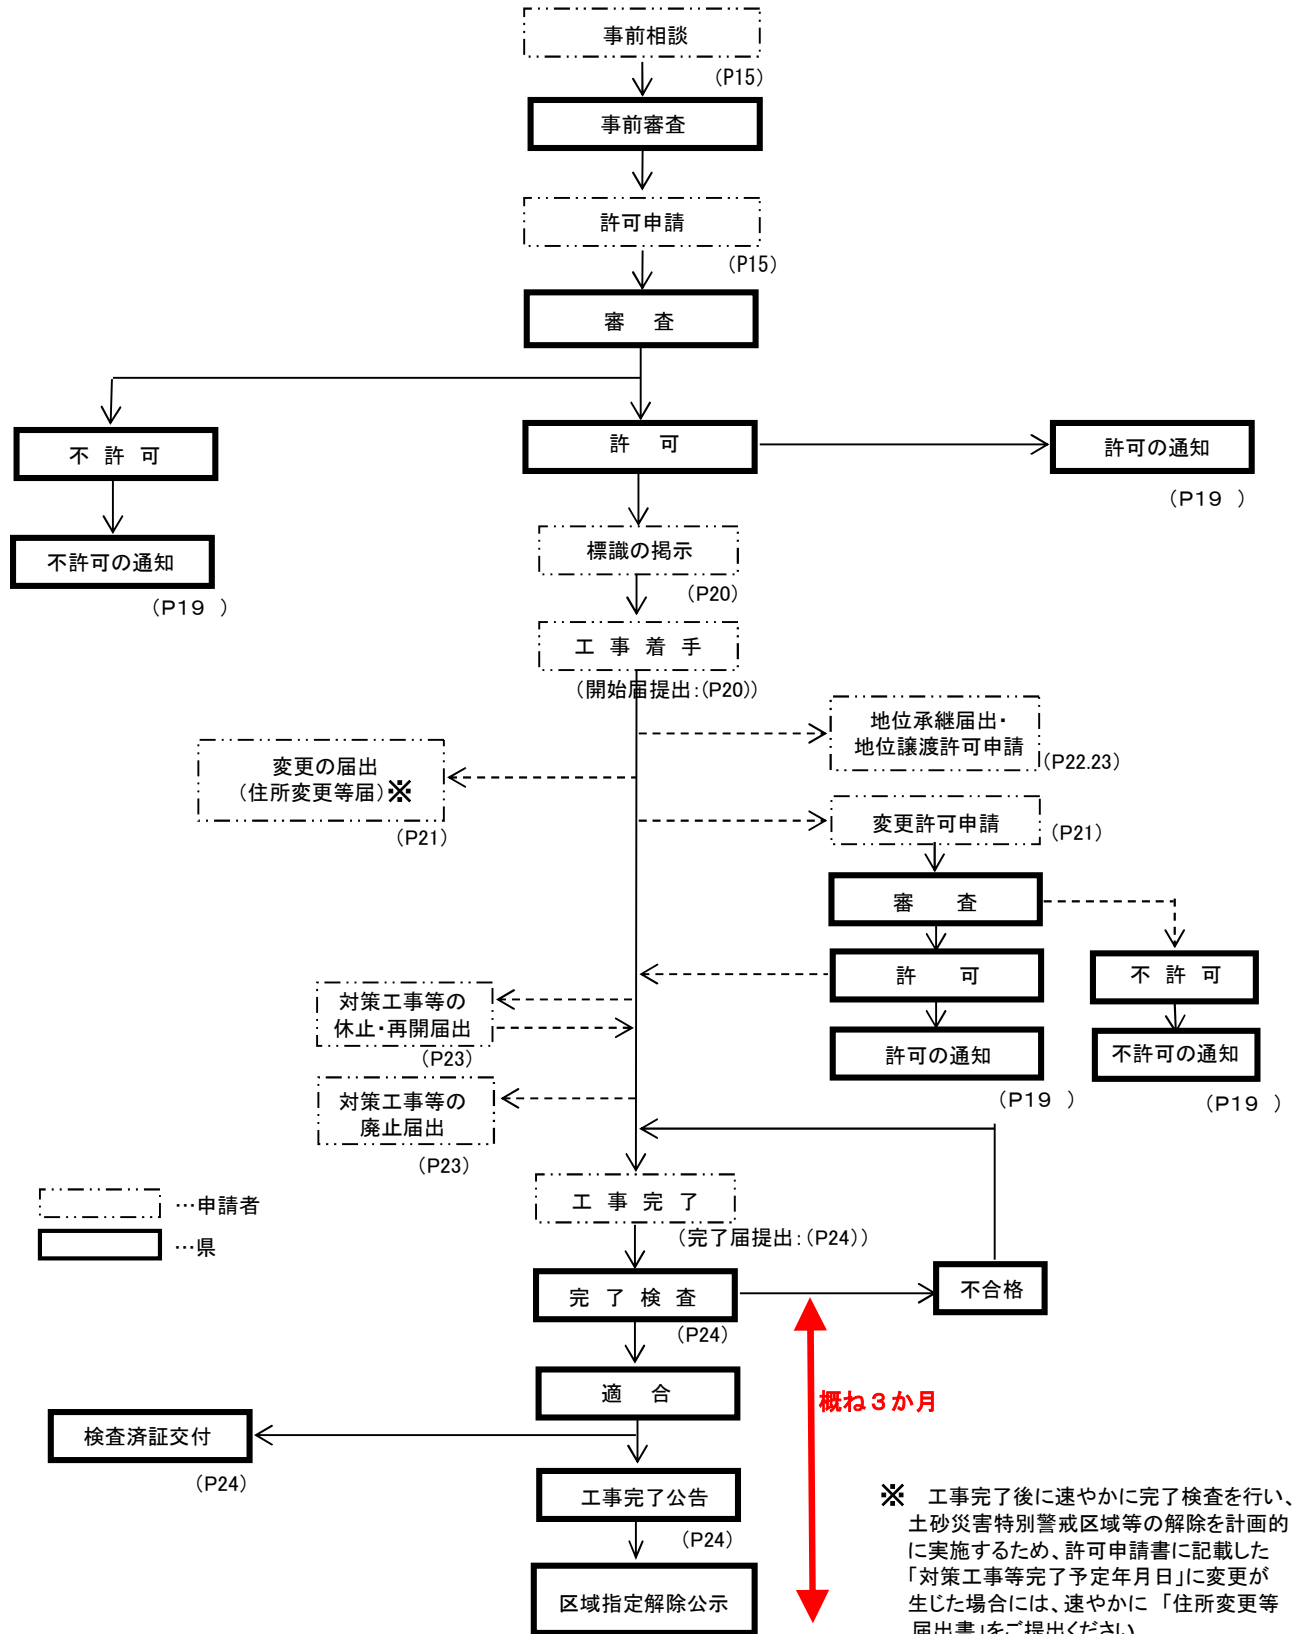 事前相談
(P15)
事前審査
許可申請
(P15)
審　査
不 許 可
許　可
許可の通知
(P19　)
標識の掲示
不許可の通知
(P20)
(P19　)
工 事 着 手
(開始届提出:(P20))
地位承継届出・
地位譲渡許可申請
(P22.23)
変更の届出
(住所変更等届)※
(P21)
変更許可申請
(P21)
審　査
許　可
不 許 可
対策工事等の
休止・再開届出
(P23)
許可の通知
不許可の通知
(P19　)
(P19　)
対策工事等の
廃止届出
(P23)
工 事 完 了
(完了届提出:(P24))
…申請者
…県
完 了 検 査
不合格
(P24)
適　合
概ね3か月
検査済証交付
(P24)
工事完了公告
(P24)
区域指定解除公示
※　工事完了後に速やかに完了検査を行い、
土砂災害特別警戒区域等の解除を計画的
に実施するため、許可申請書に記載した
「対策工事等完了予定年月日」に変更が
生じた場合には、速やかに 「住所変更等
届出書」をご提出ください